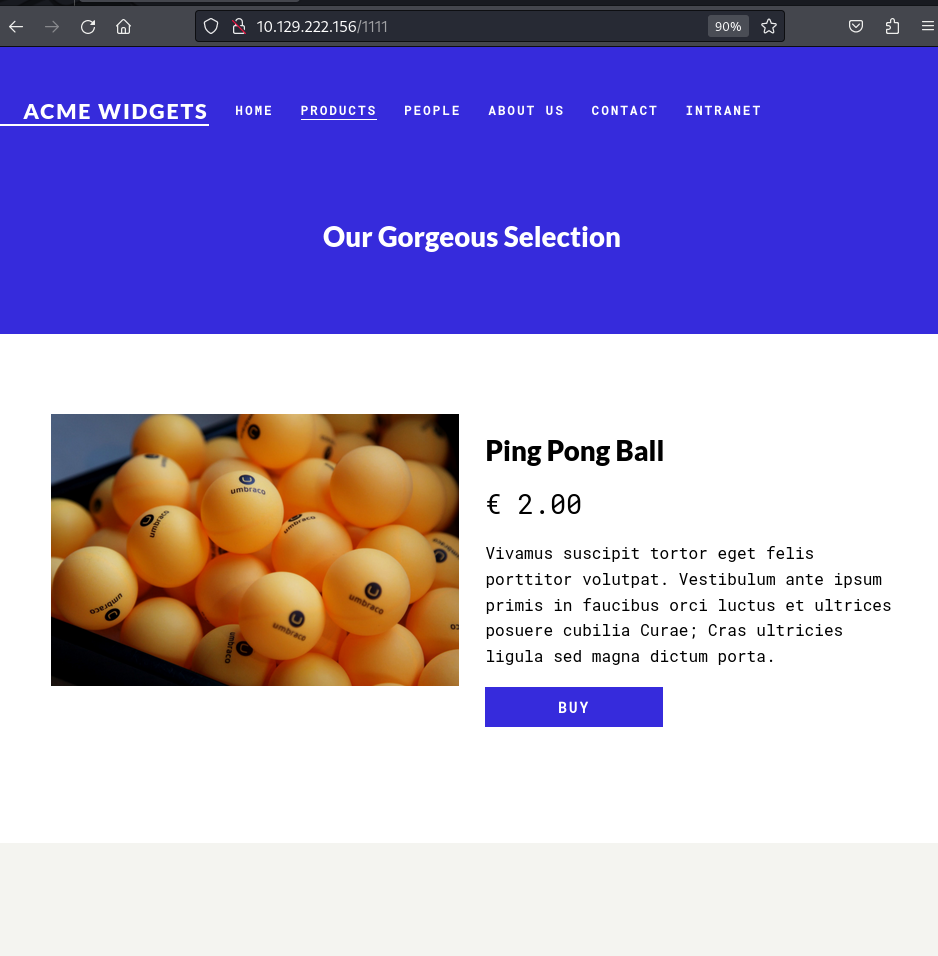 10.129.222.156/1111
90%
ACME WIDGETS
HOME
PRODUCTS
PEOPLE
ABOUT US
CONTACT
INTRANET
Our Gorgeous Selection
umbraco
umbraco
umbraco
umbraco
umbraco
umbraco
umbraco
Ping Pong Ball
€ 2.00
Vivamus suscipit tortor eget felis
porttitor volutpat. Vestibulum ante ipsum
primis in faucibus orci luctus et ultrices
posuere cubilia Curae; Cras ultricies
ligula sed magna dictum porta.
BUY